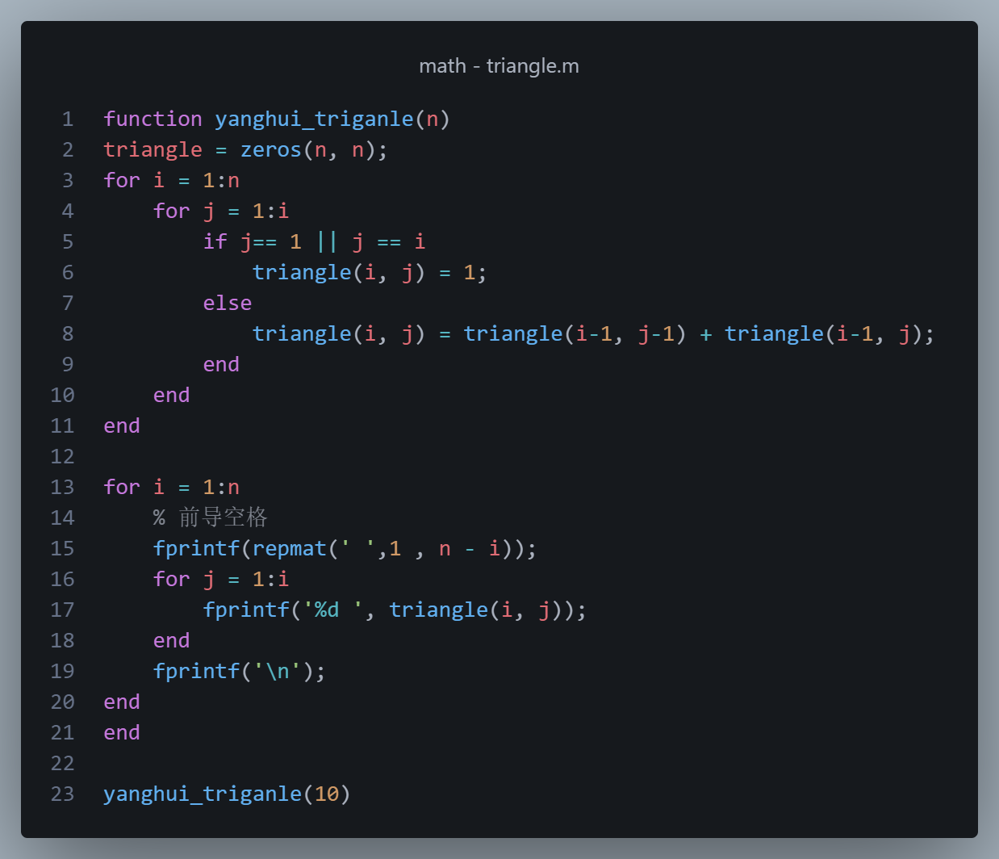 math - triangle.m
1 function yanghui_triganle(n)
2 triangle = zeros(n, n);
3 for i = 1:n
4     for j = 1:i
5         if j== 1 || j == i
6             triangle(i, j) = 1;
7         else
8             triangle(i, j) = triangle(i-1, j-1) + triangle(i-1, j);
9         end
10     end
11 end
12
13 for i = 1:n
14     % 前导空格
15     fprintf(repmat(' ',1 , n - i));
16     for j = 1:i
17         fprintf('%d ', triangle(i, j));
18     end
19     fprintf('\n');
20 end
21 end
22
23 yanghui_triganle(10)